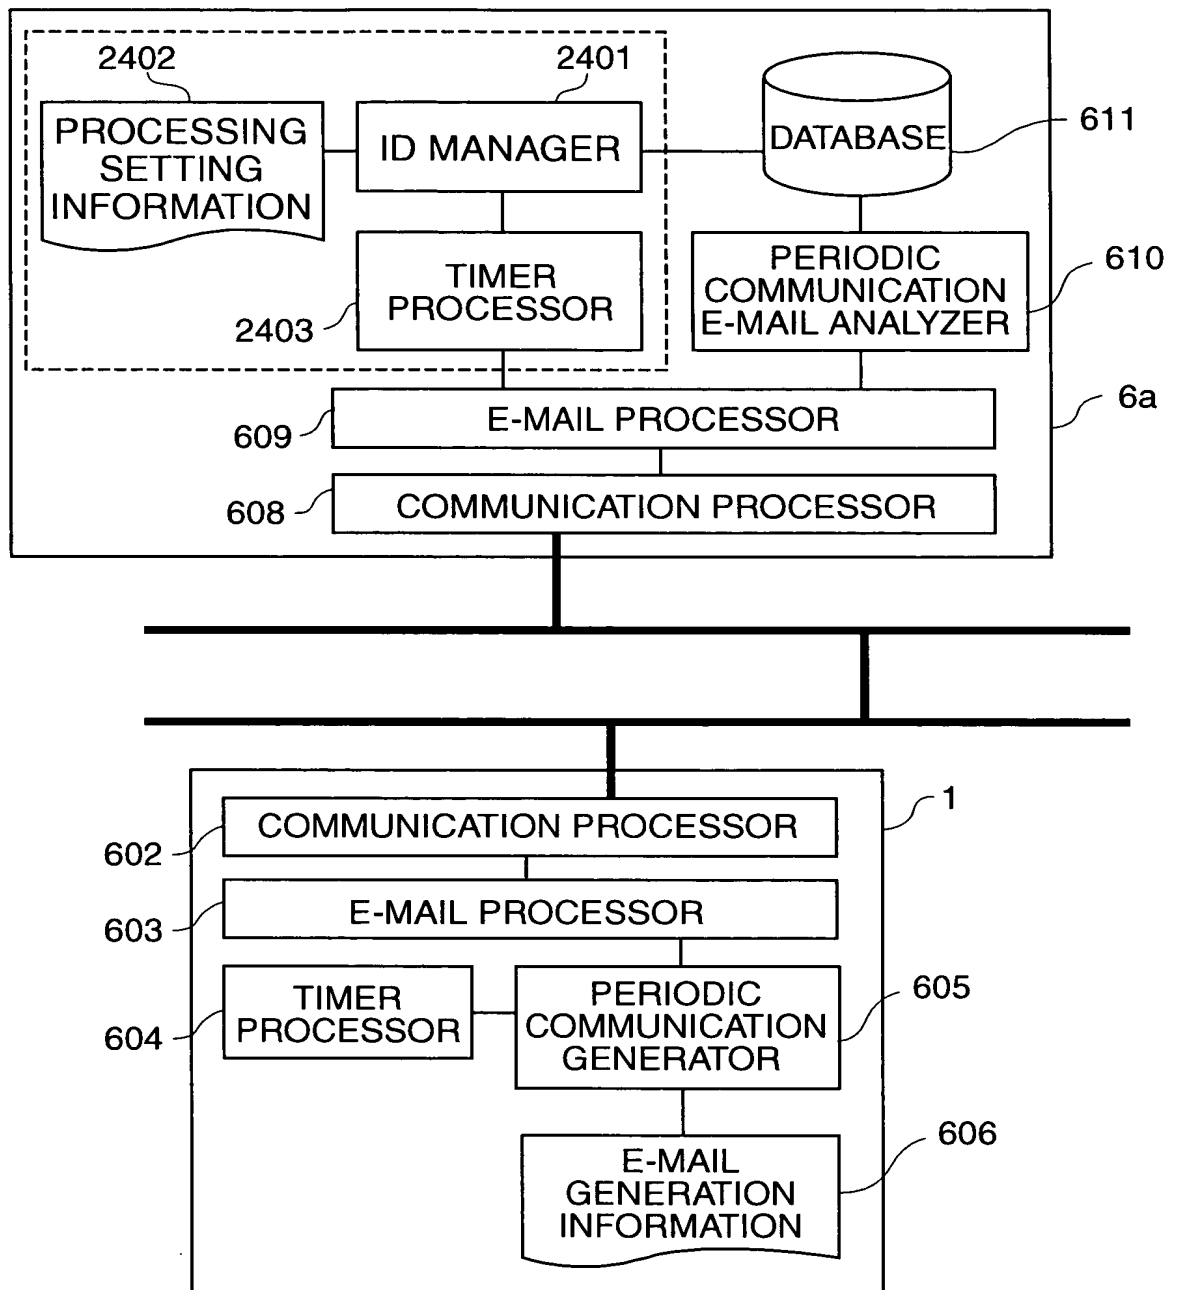 2402
2401
PROCESSING
SETTING
INFORMATION
ID MANAGER
DATABASE
611
TIMER
PROCESSOR
2403
PERIODIC
COMMUNICATION
E-MAIL ANALYZER
610
6a
E-MAIL PROCESSOR
609
COMMUNICATION PROCESSOR
608
1
COMMUNICATION PROCESSOR
602
E-MAIL PROCESSOR
603
TIMER
PROCESSOR
604
PERIODIC
COMMUNICATION
GENERATOR
605
606
E-MAIL
GENERATION
INFORMATION